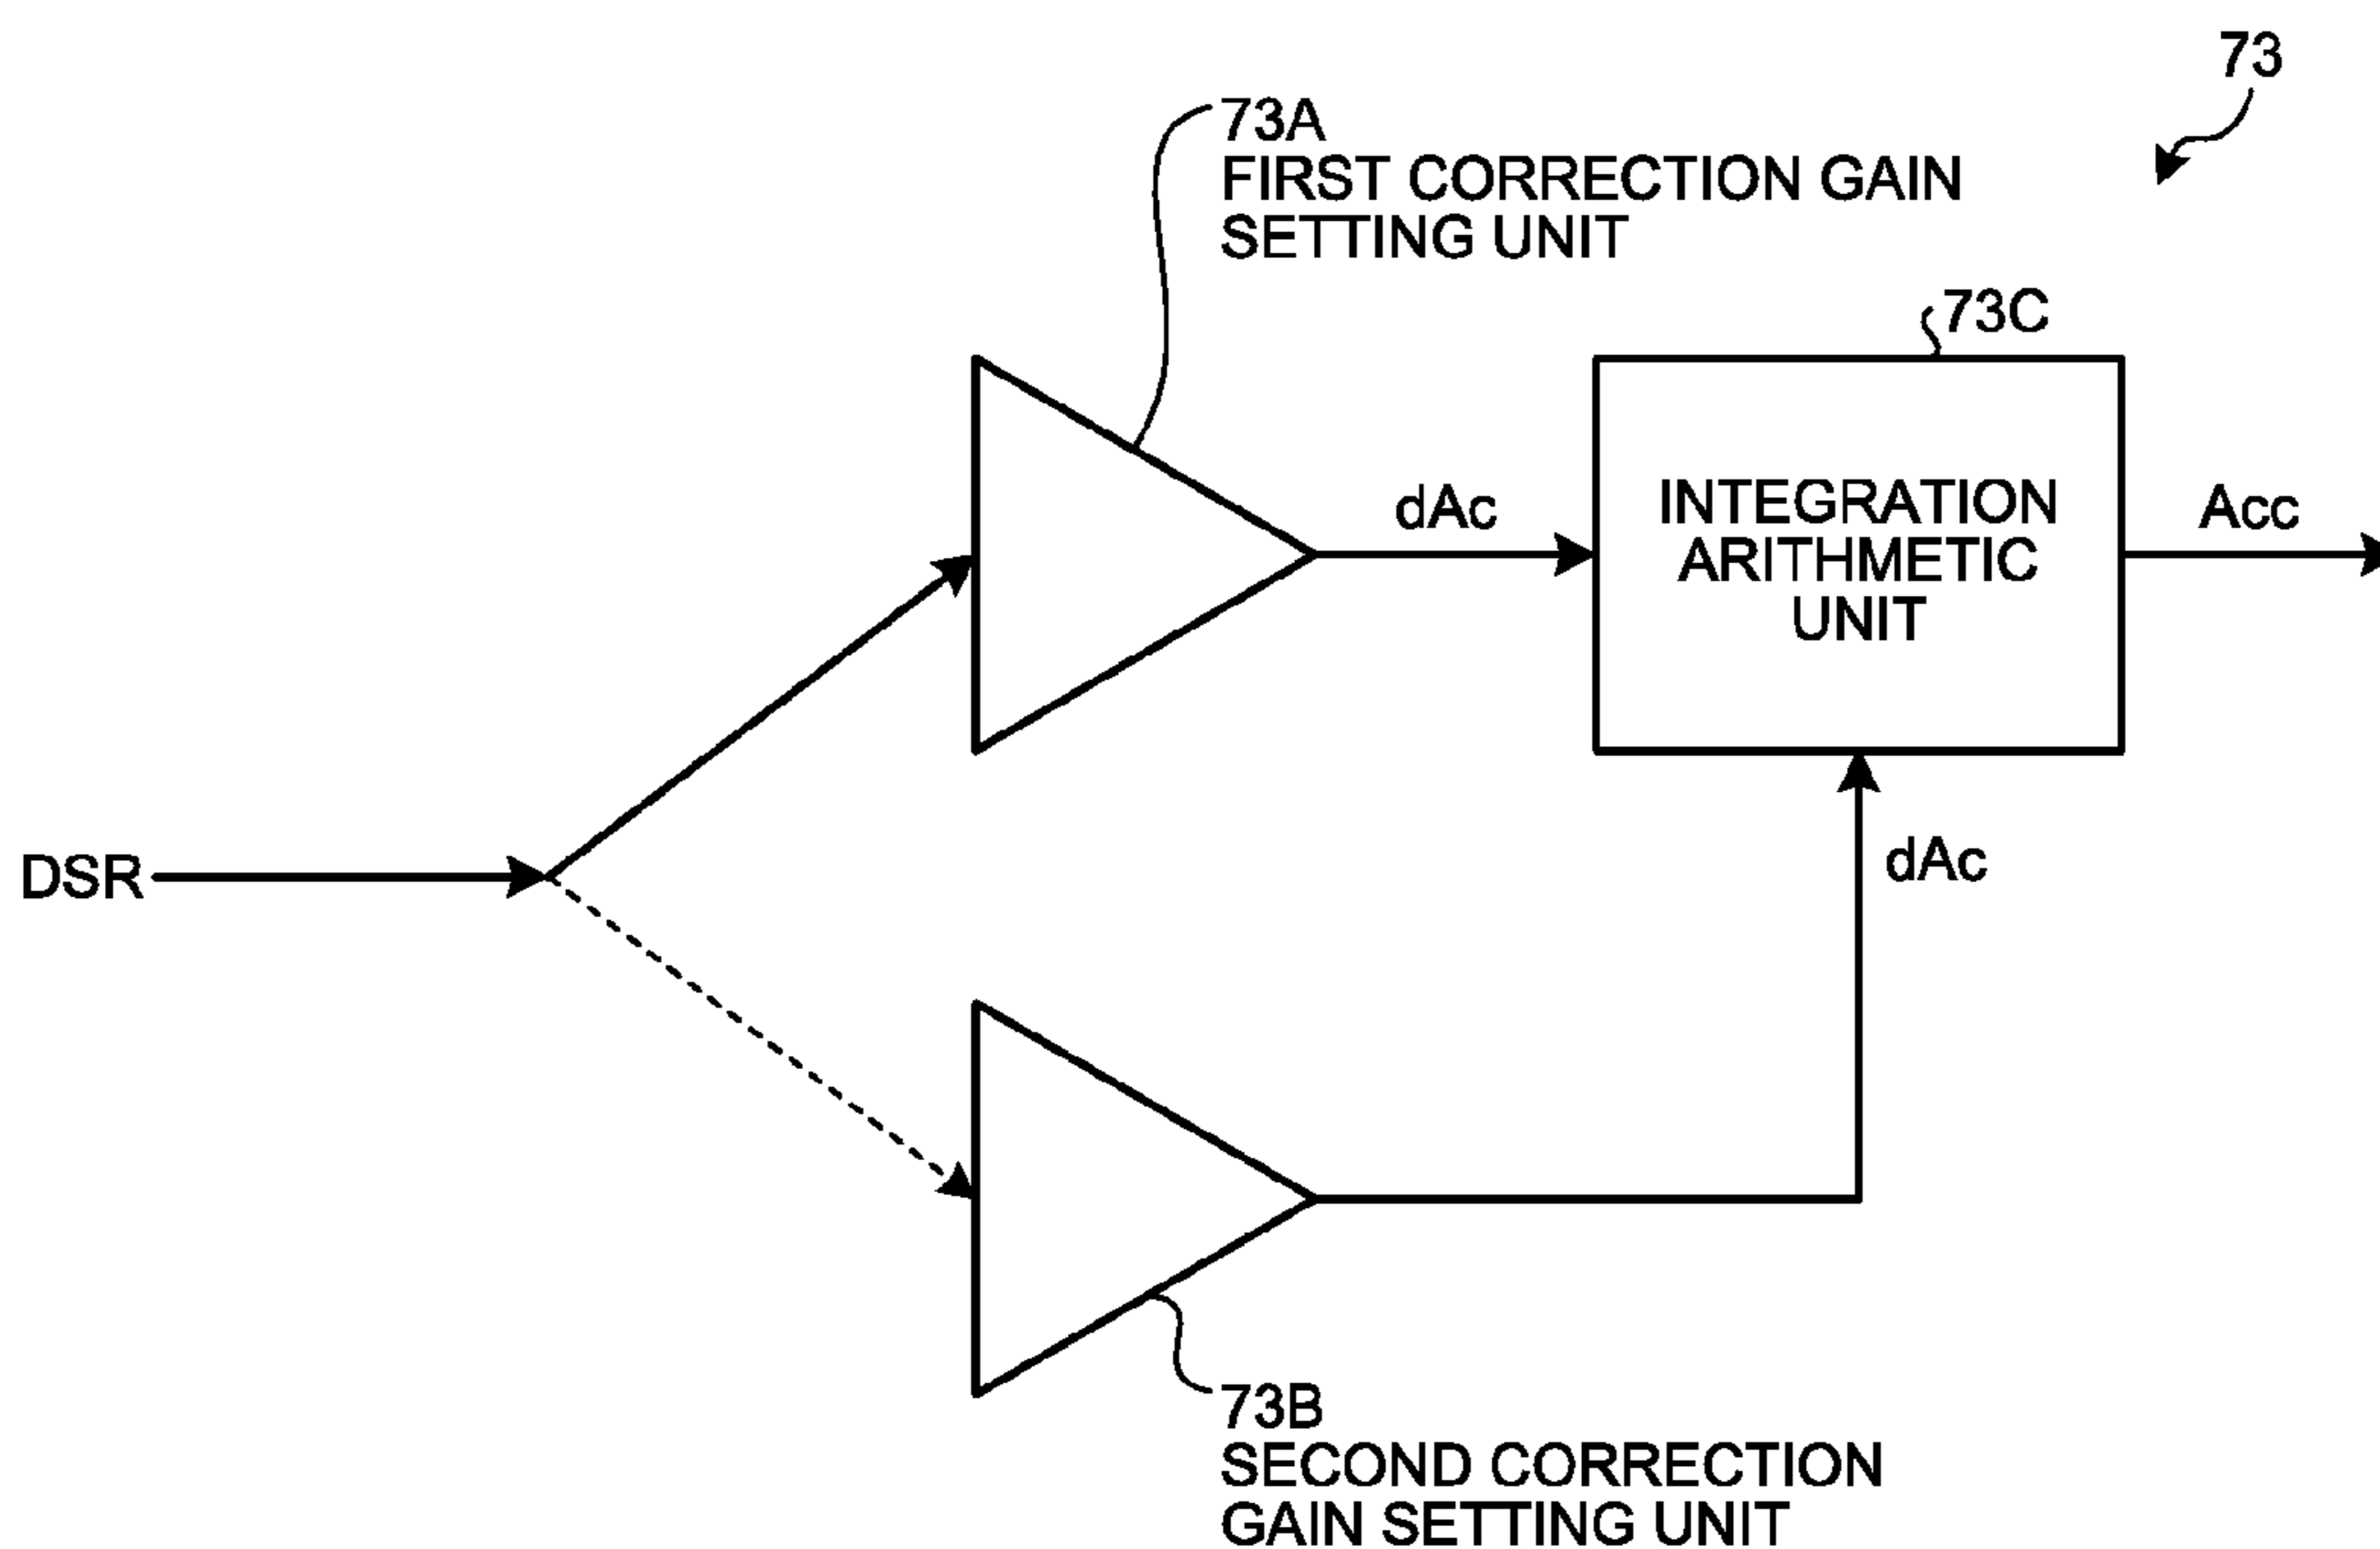 73
73A
FIRST CORRECTION GAIN
SETTING UNIT
73C
dAc
INTEGRATION
ARITHMETIC
UNIT
Acc
DSR
dAc
73B
SECOND CORRECTION
GAIN SETTING UNIT